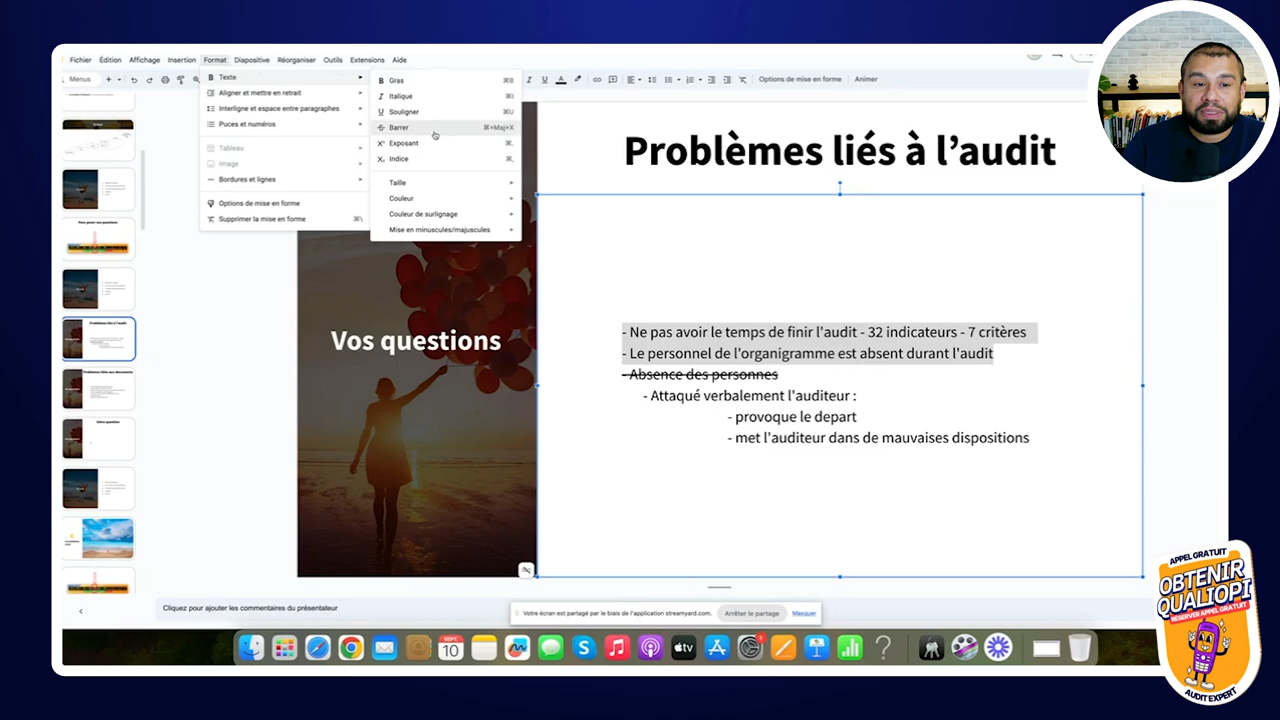 Fichier Édition Affichage Insertion Format Diapositive Réorganiser Outils Extensions Aide
Menus
Options de mise en forme Animer
Texte
Aligner et mettre en retrait
Interligne et espace entre paragraphes
Puces et numéros
Tableau
Image
Bordures et lignes
Options de mise en forme
Supprimer la mise en forme ⌘\
Gras ⌘B
Italique ⌘I
Souligner ⌘U
Barrer ⌘+Maj+X
Exposant ⌘.
Indice ⌘,
Taille
Couleur
Couleur de surlignage
Mise en minuscules/majuscules
Problèmes liés à l'audit
Vos questions
- Ne pas avoir le temps de finir l'audit - 32 indicateurs - 7 critères
- Le personnel de l'organigramme est absent durant l'audit
- Absence des personnes
- Attaqué verbalement l'auditeur :
- provoque le depart
- met l'auditeur dans de mauvaises dispositions
Cliquez pour ajouter les commentaires du présentateur
Votre écran est partagé par le biais de l'application streamyard.com.
Arrêter le partage
Masquer
SEPT.
10
tv
APPEL GRATUIT
OBTENIR
QUALIOPI
RÉSERVER APPEL GRATUIT
AUDIT EXPERT